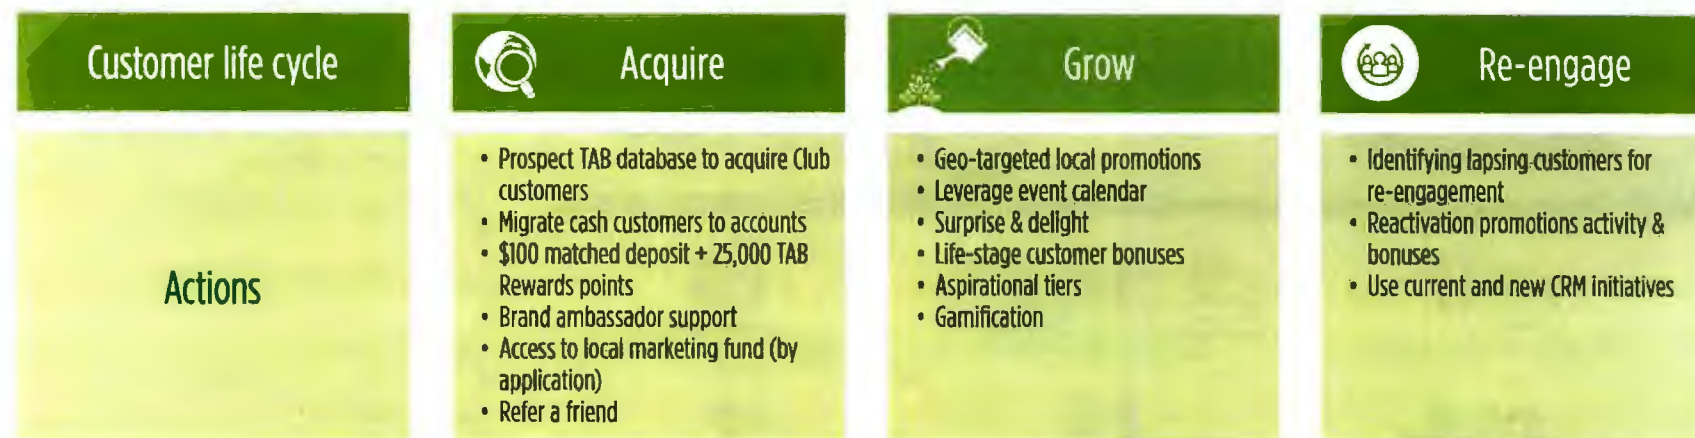 Customer life cycle
Acquire
Grow
Re-engage
Actions
• Prospect TAB database to acquire Club
customers
• Migrate cash customers to accounts
• $100 matched deposit + 25,000 TAB
Rewards points
• Brand ambassador support
• Access to local marketing fund (by
application)
• Refer a friend
• Geo-targeted local promotions
• Leverage event calendar
• Surprise & delight
• Life-stage customer bonuses
• Aspirational tiers
• Gamification
• Identifying lapsing customers for
re-engagement
• Reactivation promotions activity &
bonuses
• Use current and new CRM initiatives